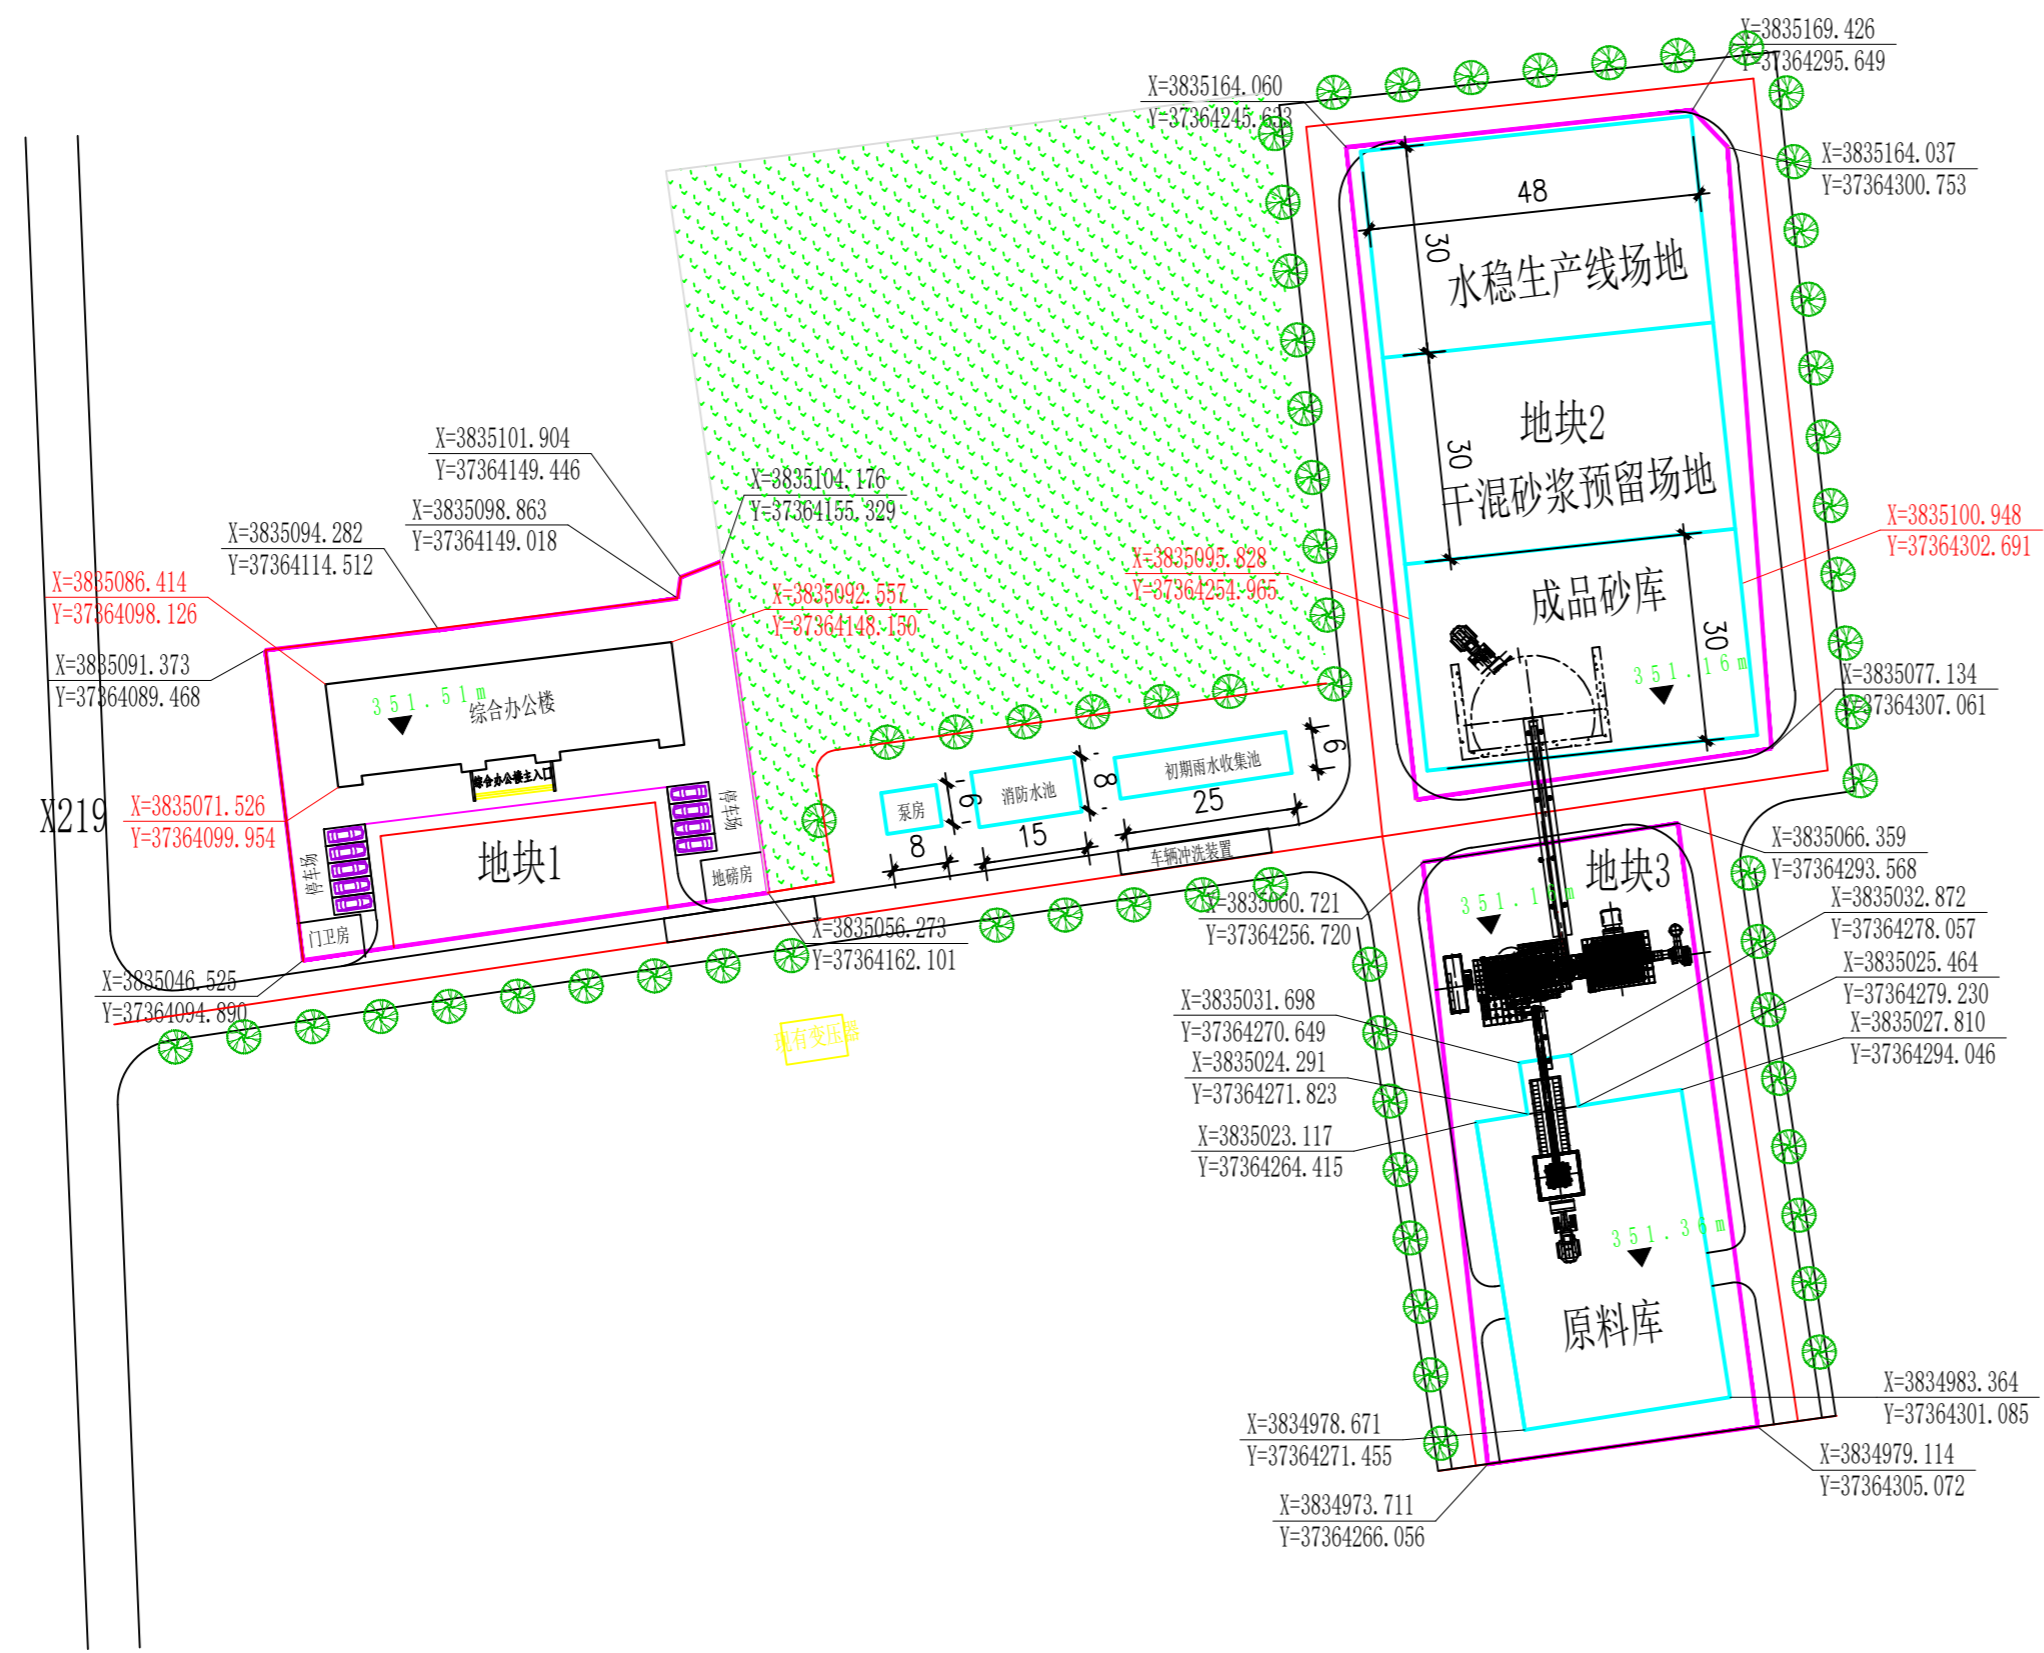 X=3835169.426
Y=37364295.649
X=3835164.060
Y=37364245.633
X=3835164.037
Y=37364300.753
48
30
水稳生产线场地
地块2
30
干混砂浆预留场地
X=3835101.904
Y=37364149.446
X=3835104.176
Y=37364155.329
X=3835098.863
Y=37364149.018
X=3835094.282
Y=37364114.512
X=3835100.948
Y=37364302.691
X=3835095.828
Y=37364254.965
X=3835086.414
Y=37364098.126
X=3835092.557
Y=37364148.150
成品砂库
30
351.16m
X=3835091.373
Y=37364089.468
351.51m
综合办公楼
X=3835077.134
Y=37364307.061
综合办公楼主入口
X219
X=3835071.526
Y=37364099.954
停车场
停车场
地块1
地磅房
门卫房
泵房
6
8
消防水池
8
15
初期雨水收集池
6
25
车辆冲洗装置
X=3835066.359
Y=37364293.568
地块3
351.16m
X=3835060.721
Y=37364256.720
X=3835032.872
Y=37364278.057
X=3835056.273
Y=37364162.101
X=3835046.525
Y=37364094.890
X=3835025.464
Y=37364279.230
X=3835031.698
Y=37364270.649
X=3835027.810
Y=37364294.046
现有变压器
X=3835024.291
Y=37364271.823
X=3835023.117
Y=37364264.415
351.36m
原料库
X=3834983.364
Y=37364301.085
X=3834978.671
Y=37364271.455
X=3834979.114
Y=37364305.072
X=3834973.711
Y=37364266.056